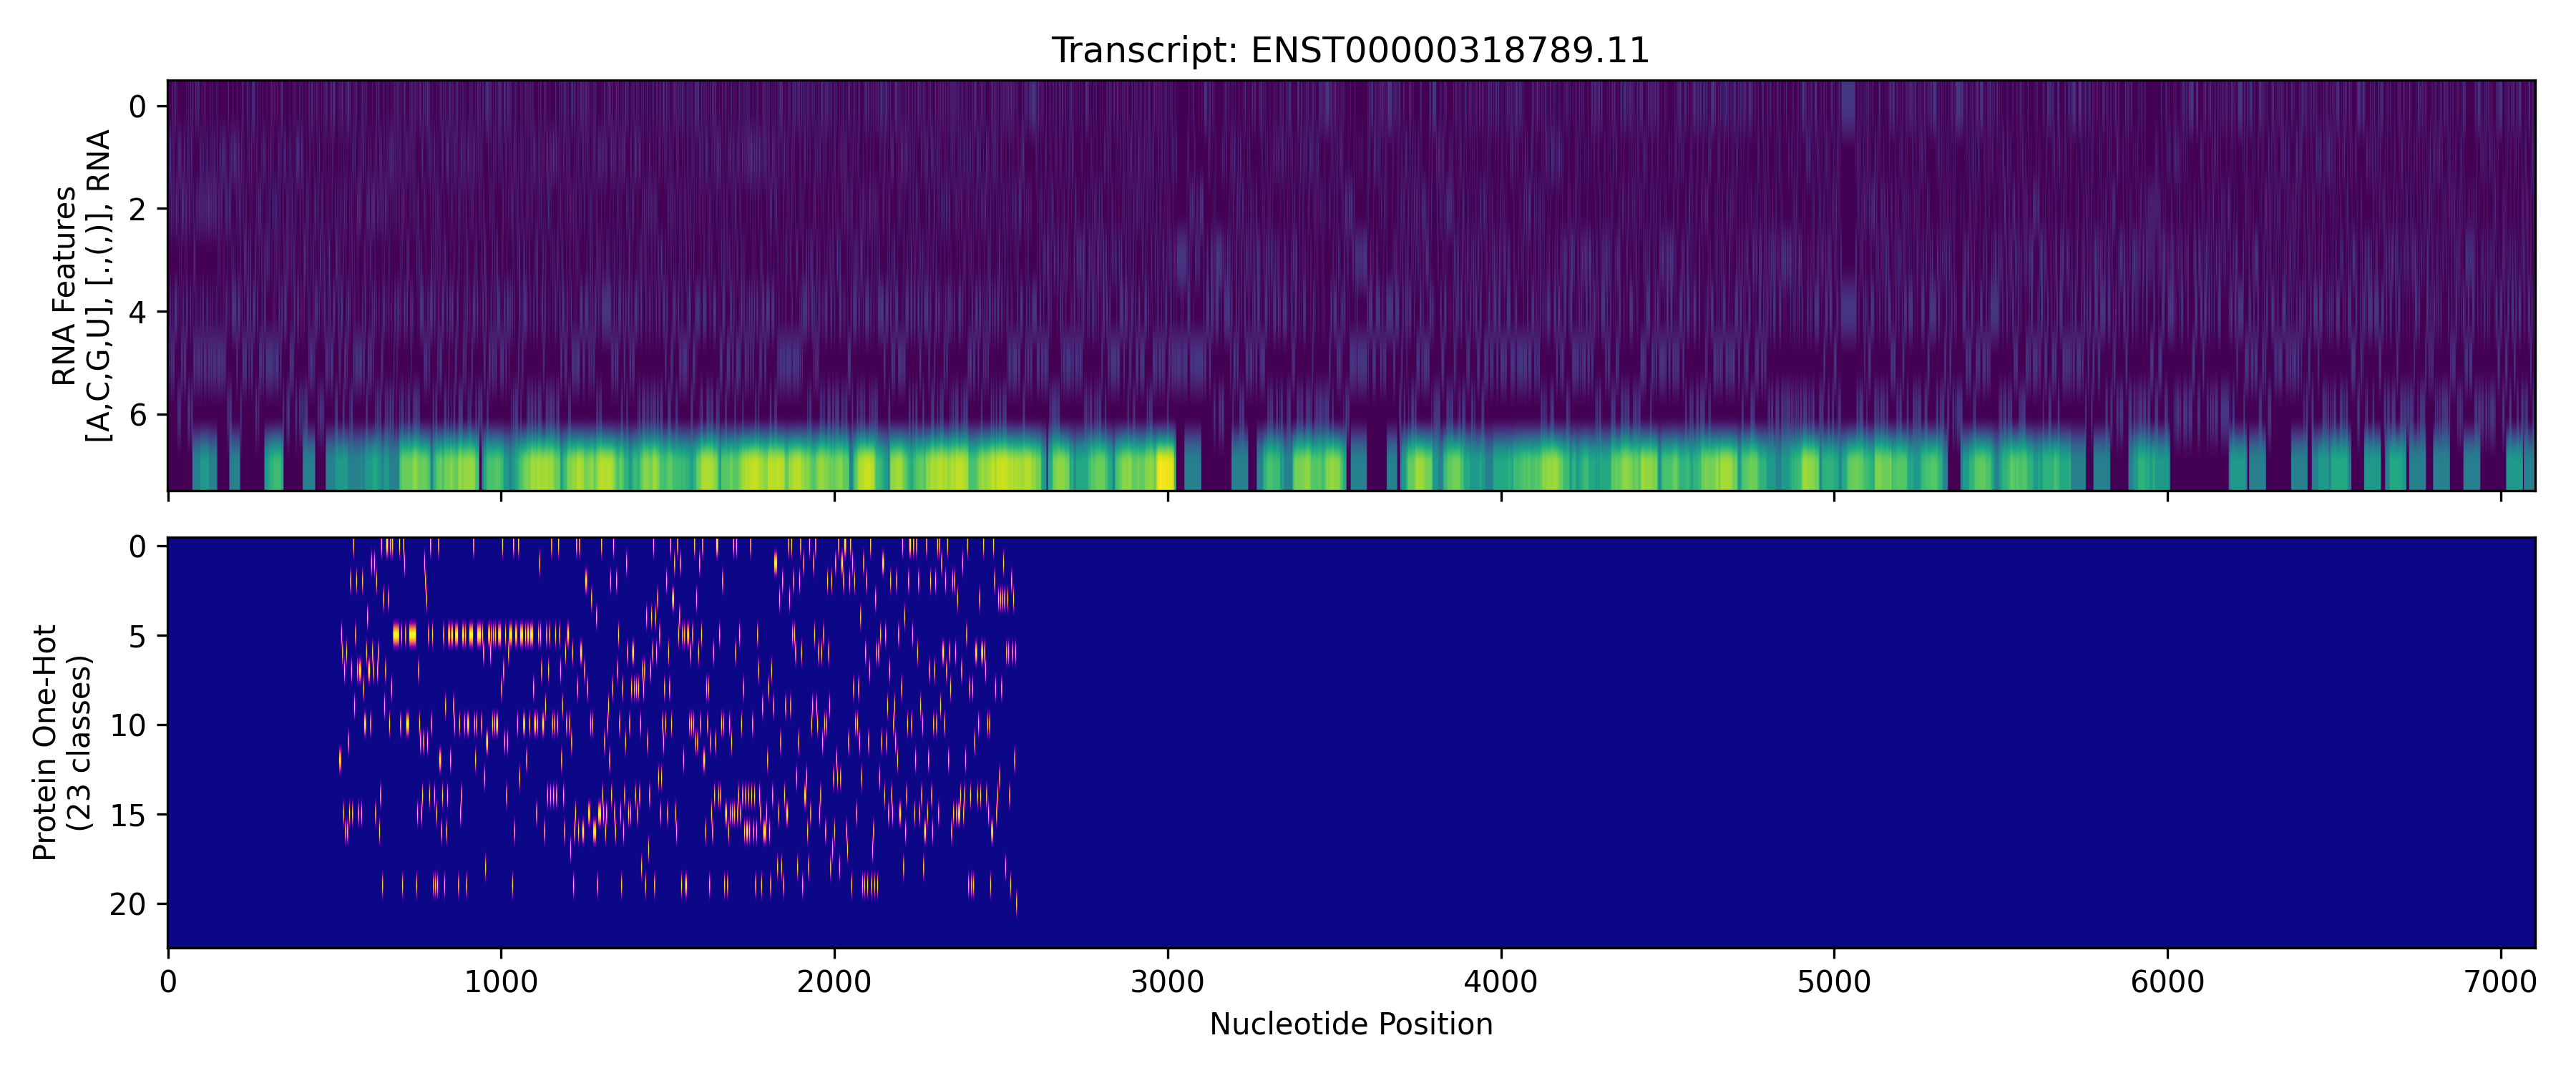 Transcript: ENST00000318789.11
RNA Features
[A,C,G,U], [.,(,)], RNA
0
2
4
6
Protein One-Hot
(23 classes)
0
5
10
15
20
0 1000 2000 3000 4000 5000 6000 7000
Nucleotide Position